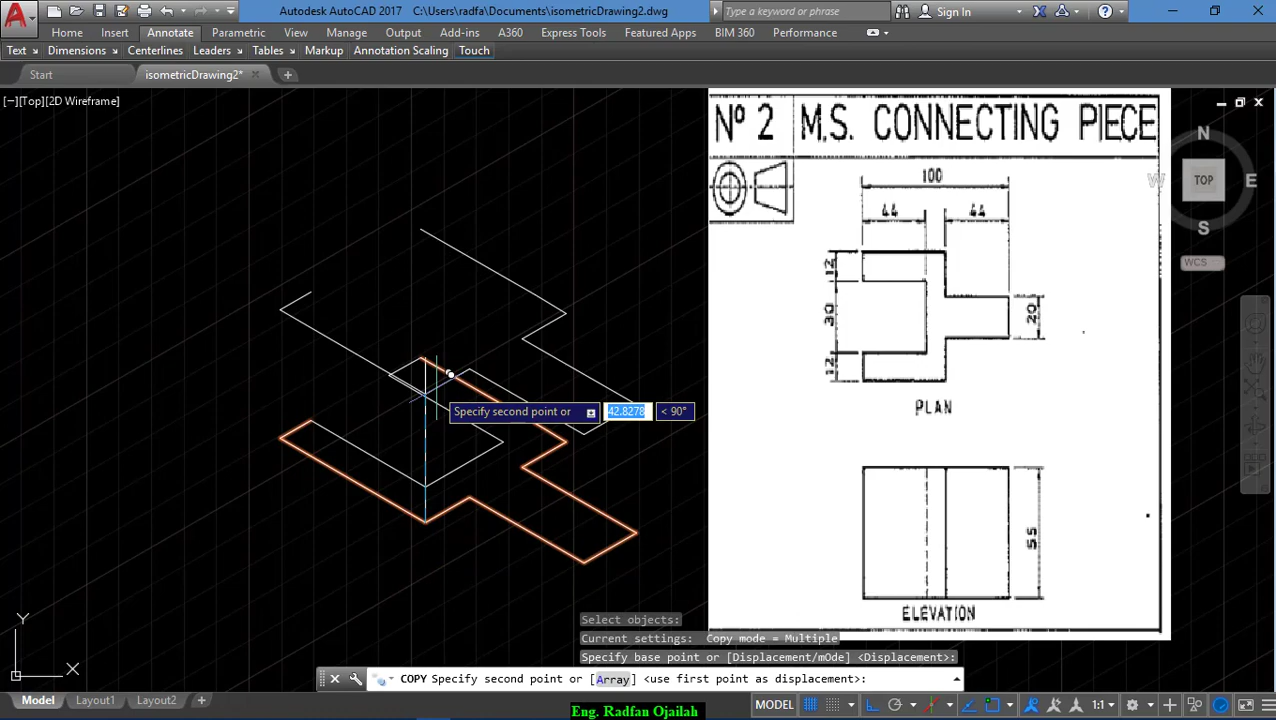 Autodesk AutoCAD 2017 C:\Users\radfa\Documents\isometricDrawing2.dwg
Type a keyword or phrase
Sign In
Home Insert Annotate Parametric View Manage Output Add-ins A360 Express Tools Featured Apps BIM 360 Performance
Text Dimensions Centerlines Leaders Tables Markup Annotation Scaling Touch
Start isometricDrawing2*
[−][Top][2D Wireframe]
Nº 2 M.S. CONNECTING PIECE
100
44 44
12
30
12
20
PLAN
55
ELEVATION
N
W TOP E
S
WCS
Specify second point or 42.8278 < 90°
Y
X
Select objects:
Current settings: Copy mode = Multiple
Specify base point or [Displacement/mOde] <Displacement>:
COPY Specify second point or [Array] <use first point as displacement>:
Model Layout1 Layout2 +
MODEL 1:1
Eng. Radfan Ojailah